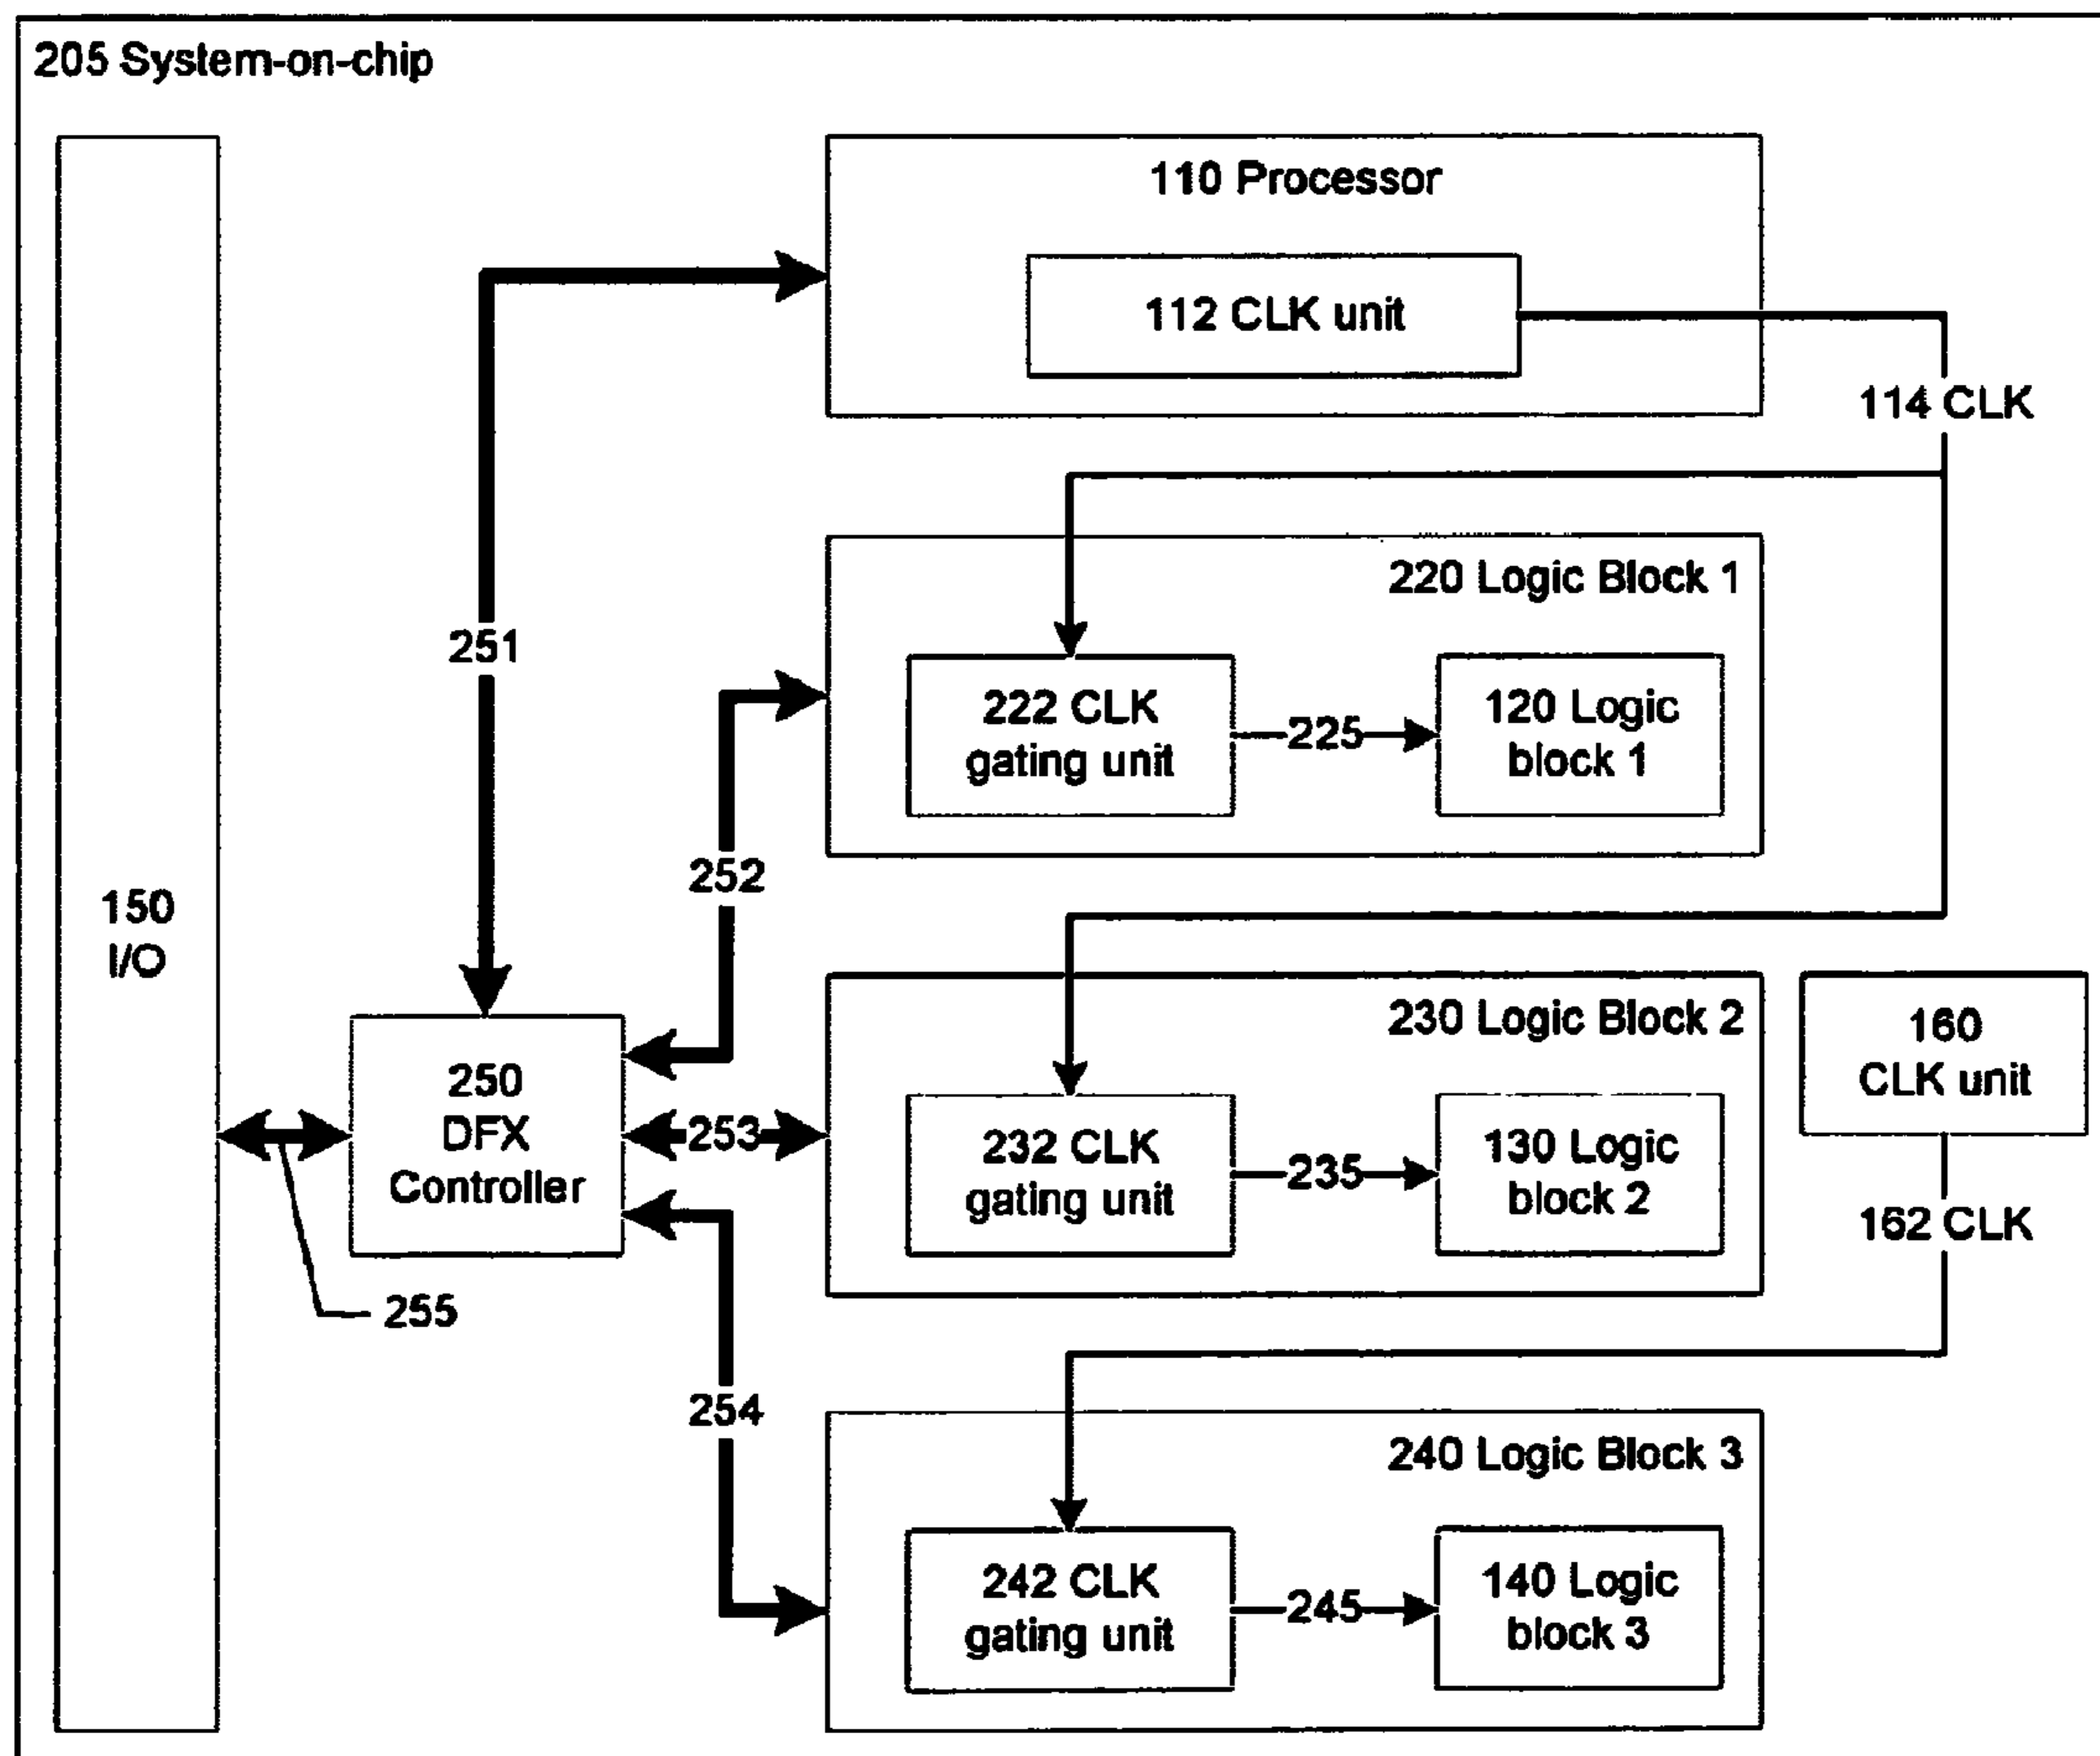 205 System-on-chip
110 Processor
112 CLK unit
114 CLK
220 Logic Block 1
251
222 CLK
gating unit
225
120 Logic
block 1
252
150
I/O
230 Logic Block 2
160
CLK unit
250
DFX
Controller
253
232 CLK
gating unit
235
130 Logic
block 2
162 CLK
255
254
240 Logic Block 3
242 CLK
gating unit
245
140 Logic
block 3